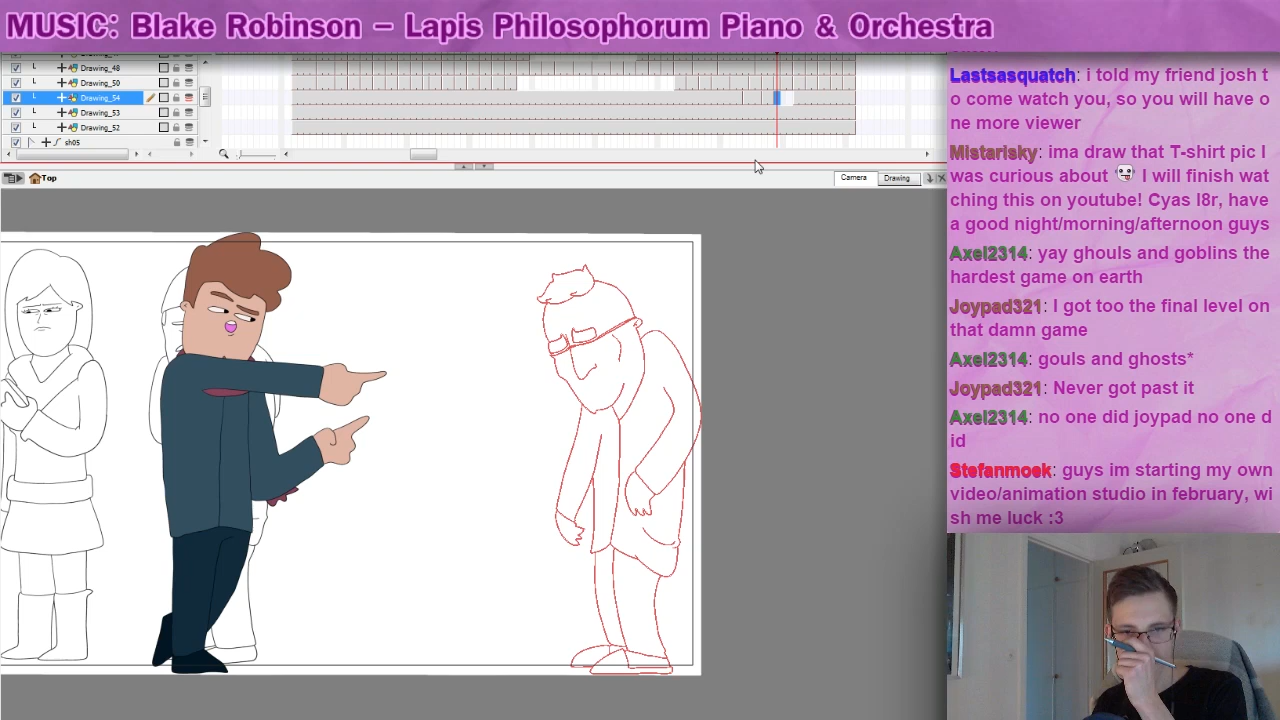 MUSIC: Blake Robinson – Lapis Philosophorum Piano & Orchestra
Drawing_48
Drawing_50
Drawing_54
Drawing_53
Drawing_52
sh05
Top
Camera
Drawing
Lastsasquatch: i told my friend josh t
o come watch you, so you will have o
ne more viewer
Mistarisky: ima draw that T-shirt pic I
was curious about I will finish wat
ching this on youtube! Cyas l8r, have
a good night/morning/afternoon guys
Axel2314: yay ghouls and goblins the
hardest game on earth
Joypad321: I got too the final level on
that damn game
Axel2314: gouls and ghosts*
Joypad321: Never got past it
Axel2314: no one did joypad no one d
id
Stefanmoek: guys im starting my own
video/animation studio in february, wi
sh me luck :3